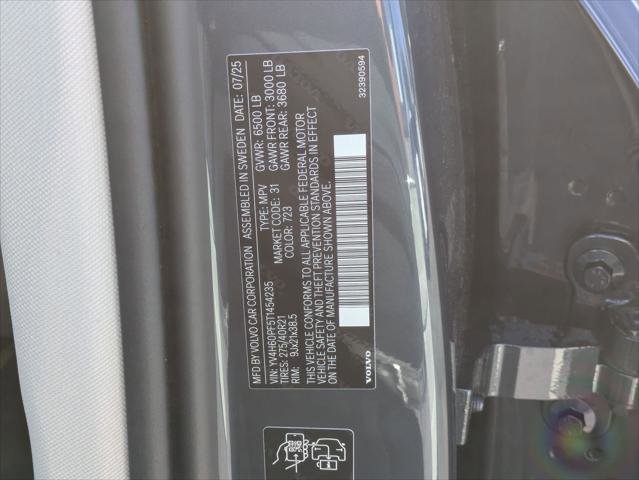 MFD BY VOLVO CAR CORPORATION ASSEMBLED IN SWEDEN DATE: 07/25
VIN: YV4H60PF5T1454235 TYPE: MPV GVWR: 6500 LB
TIRES: 275/40R21 MARKET CODE: 31 GAWR FRONT: 3000 LB
RIM: 9Jx21x38.5 COLOR: 723 GAWR REAR: 3680 LB
THIS VEHICLE CONFORMS TO ALL APPLICABLE FEDERAL MOTOR
VEHICLE SAFETY AND THEFT PREVENTION STANDARDS IN EFFECT
ON THE DATE OF MANUFACTURE SHOWN ABOVE.
VOLVO 32390594